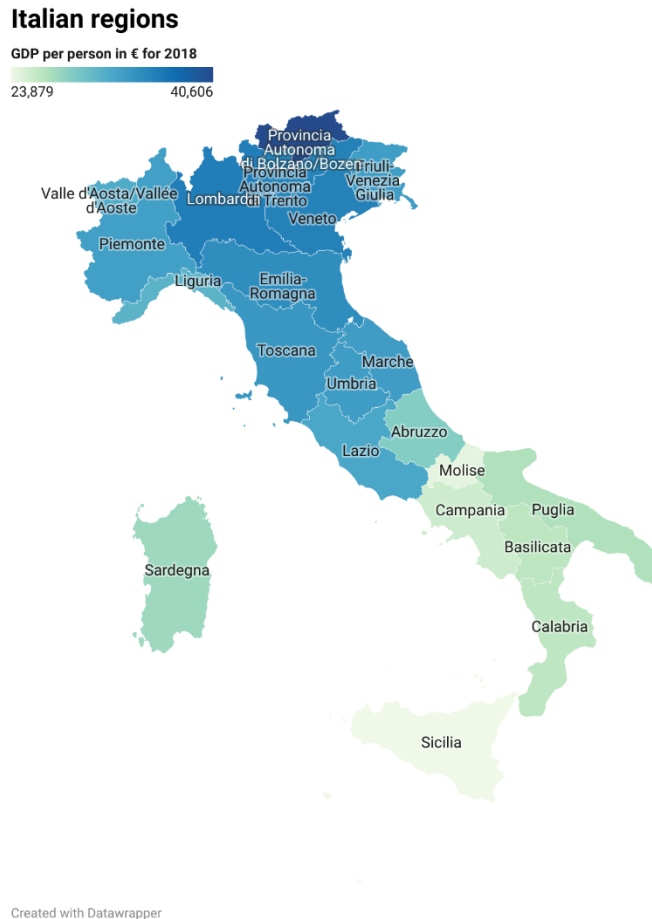 Italian regions
GDP per person in € for 2018
23,879
40,606
Provincia
Autonoma
di Bolzano/Bozen
Friuli-
Venezia
Giulia
Provincia
Autonoma
di Trento
Valle d'Aosta/Vallée
d'Aoste
Lombardia
Veneto
Piemonte
Liguria
Emilia-
Romagna
Toscana
Marche
Umbria
Abruzzo
Lazio
Molise
Campania
Puglia
Basilicata
Sardegna
Calabria
Sicilia
Created with Datawrapper